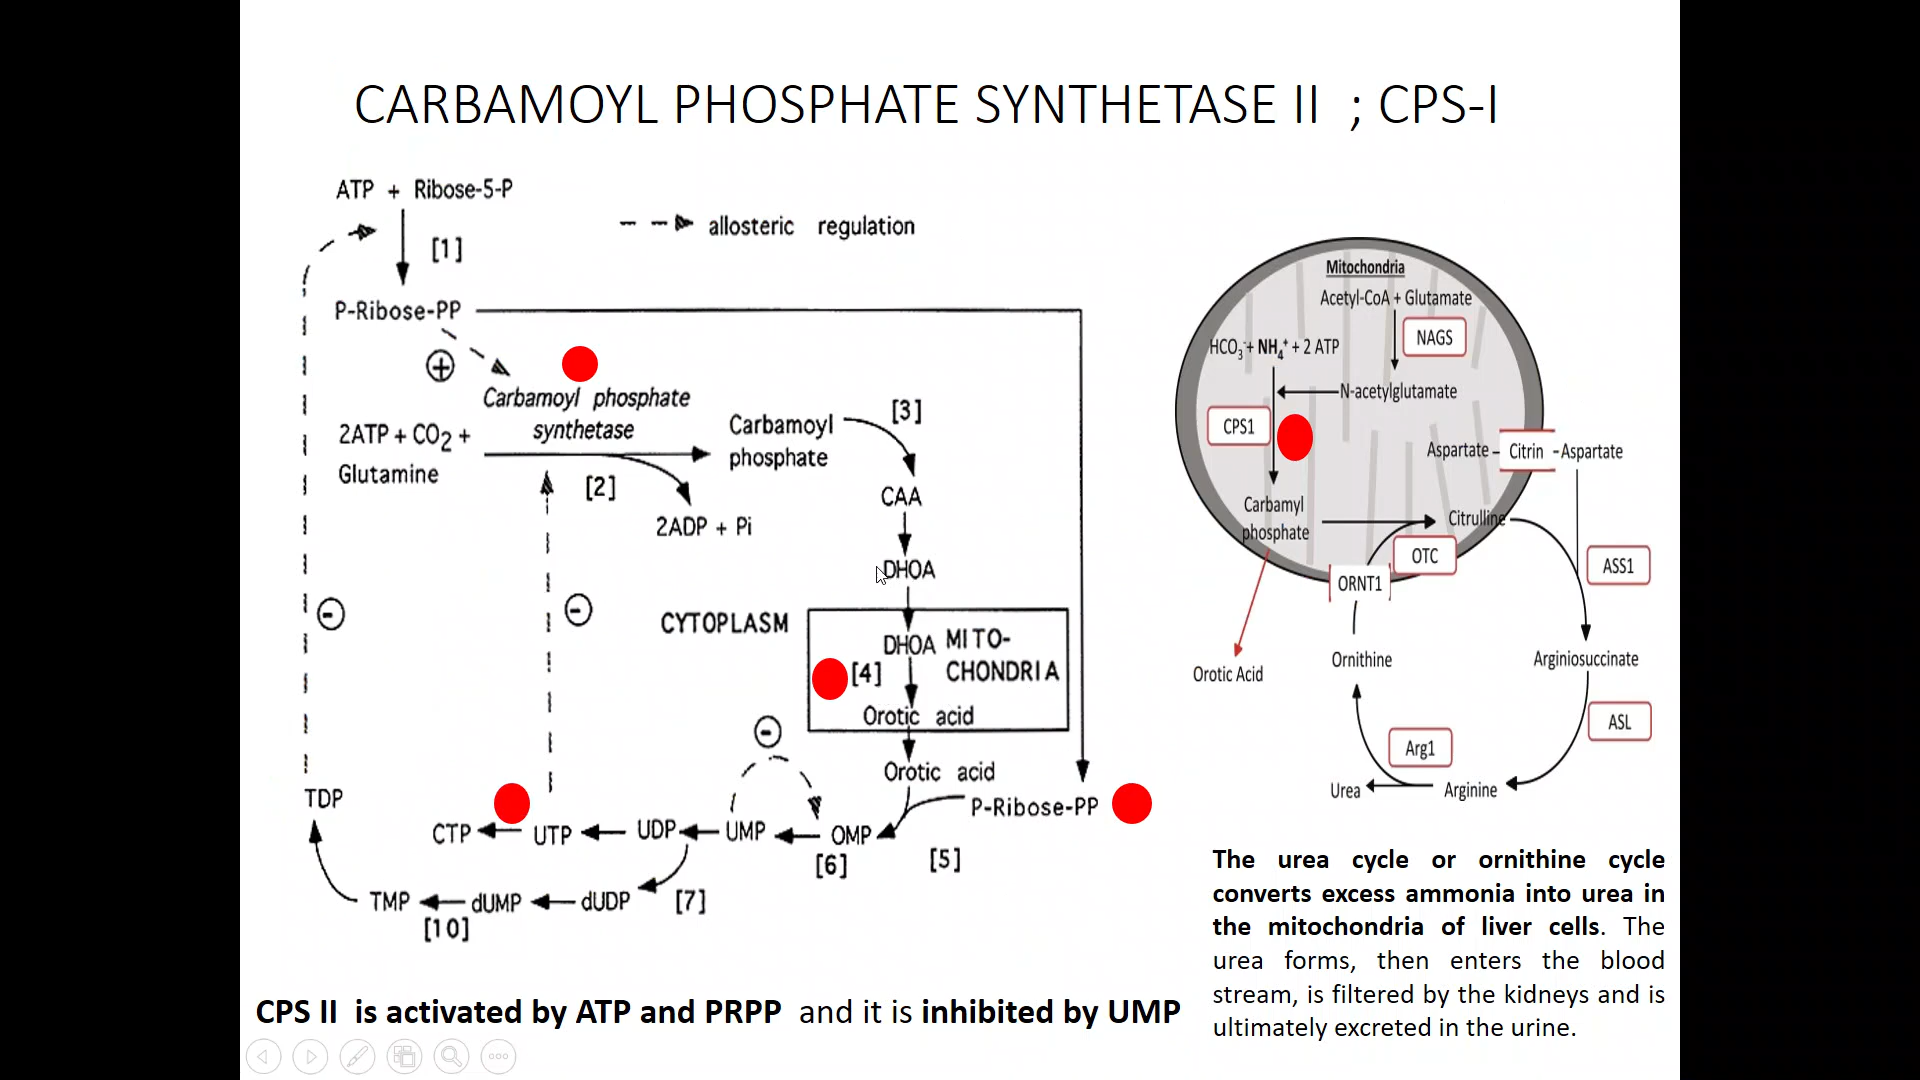 CARBAMOYL PHOSPHATE SYNTHETASE II ; CPS-I
ATP + Ribose-5-P
[1]
allosteric regulation
P-Ribose-PP
+
Carbamoyl phosphate
synthetase
2ATP + CO2 +
Glutamine
[2]
2ADP + Pi
Carbamoyl
phosphate
[3]
CAA
DHOA
CYTOPLASM
DHOA
MITO-
CHONDRIA
[4]
Orotic acid
Orotic acid
P-Ribose-PP
[5]
OMP
[6]
-
UMP
UDP
UTP
CTP
-
[7]
dUDP
dUMP
[10]
TMP
TDP
-
Mitochondria
Acetyl-CoA + Glutamate
NAGS
HCO3- + NH4+ + 2 ATP
N-acetylglutamate
CPS1
Carbamyl
phosphate
Aspartate – Citrin -Aspartate
Citrulline
OTC
ORNT1
ASS1
Orotic Acid
Ornithine
Arginiosuccinate
ASL
Arg1
Urea
Arginine
The urea cycle or ornithine cycle
converts excess ammonia into urea in
the mitochondria of liver cells. The
urea forms, then enters the blood
stream, is filtered by the kidneys and is
ultimately excreted in the urine.
CPS II is activated by ATP and PRPP and it is inhibited by UMP